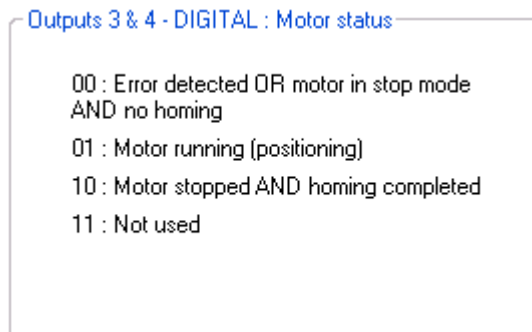 Outputs 3 & 4 - DIGITAL : Motor status
00 : Error detected OR motor in stop mode
AND no homing
01 : Motor running (positioning)
10 : Motor stopped AND homing completed
11 : Not used